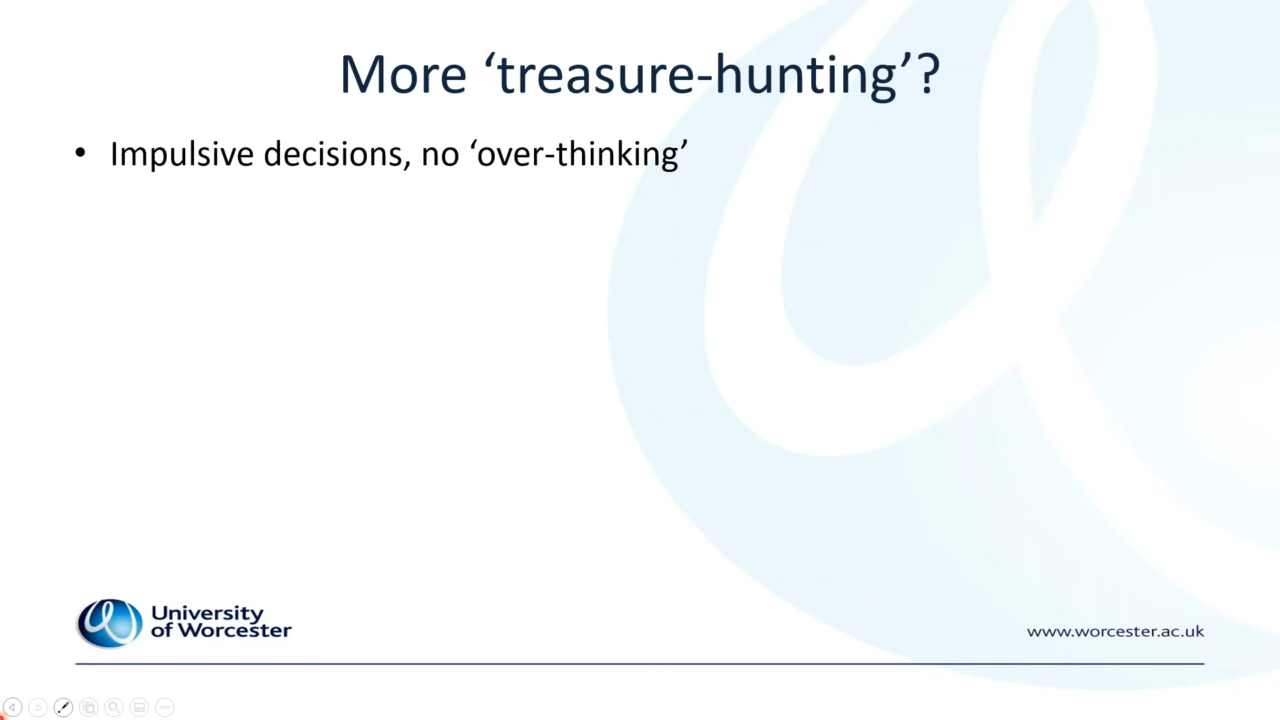 More ‘treasure-hunting’?
• Impulsive decisions, no ‘over-thinking’
University
of Worcester
www.worcester.ac.uk